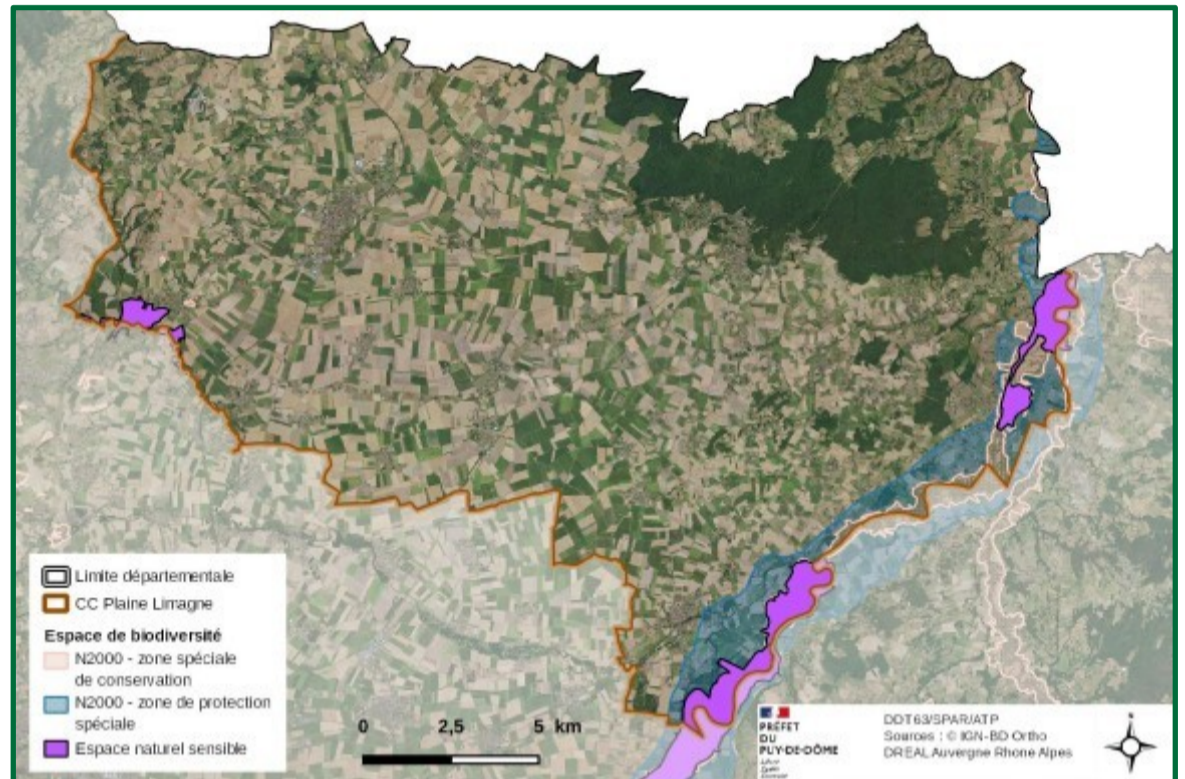 Limite départementale
CC Plaine Limagne
Espace de biodiversité
N2000 - zone spéciale
de conservation
N2000 - zone de protection
spéciale
Espace naturel sensible
0 2,5 5 km
PRÉFET
DU
PUY-DE-DÔME
DDT63/SPAR/ATP
Sources : © IGN-BD Ortho
DREAL Auvergne Rhone Alpes